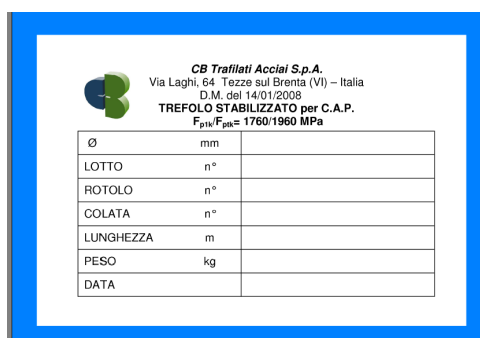 CB Trafilati Acciai S.p.A.
Via Laghi, 64 Tezze sul Brenta (VI) – Italia
D.M. del 14/01/2008
TREFOLO STABILIZZATO per C.A.P.
Fp1k/Fptk= 1760/1960 MPa
Ø mm
LOTTO n°
ROTOLO n°
COLATA n°
LUNGHEZZA m
PESO kg
DATA